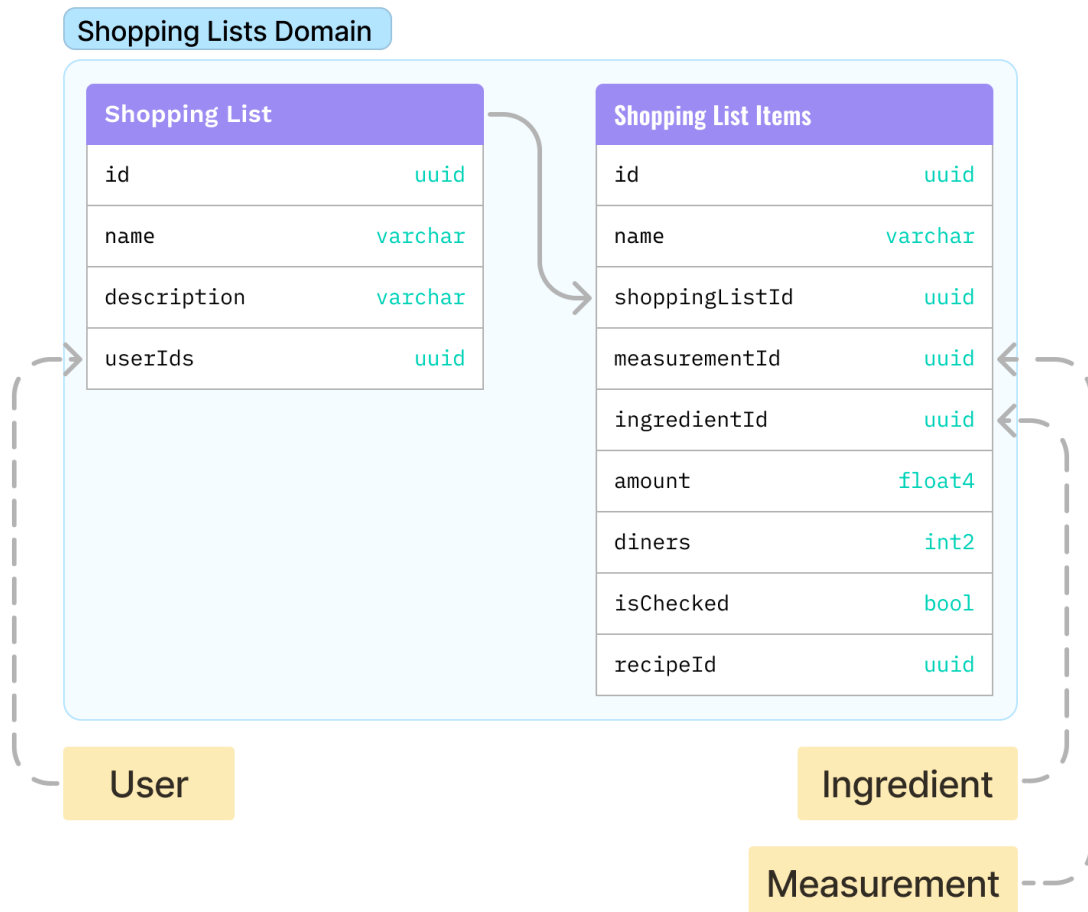 Shopping Lists Domain
Shopping List
id uuid
name varchar
description varchar
userIds uuid
Shopping List Items
id uuid
name varchar
shoppingListId uuid
measurementId uuid
ingredientId uuid
amount float4
diners int2
isChecked bool
recipeId uuid
User
Ingredient
Measurement